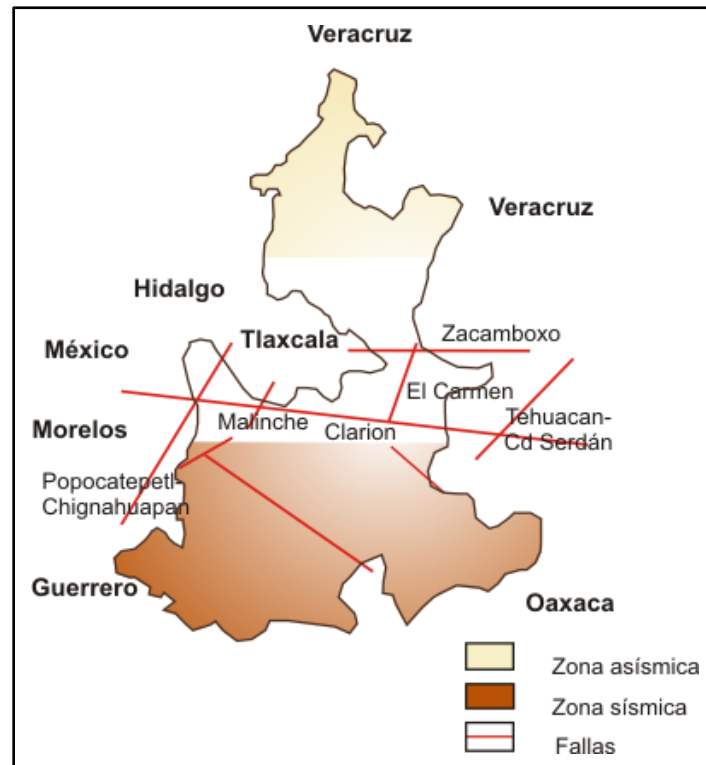 Veracruz
Veracruz
Hidalgo
Tlaxcala
Zacamboxo
México
El Carmen
Malinche
Clarion
Tehuacan-
Cd Serdán
Morelos
Popocatepetl-
Chignahuapan
Guerrero
Oaxaca
Zona asísmica
Zona sísmica
Fallas